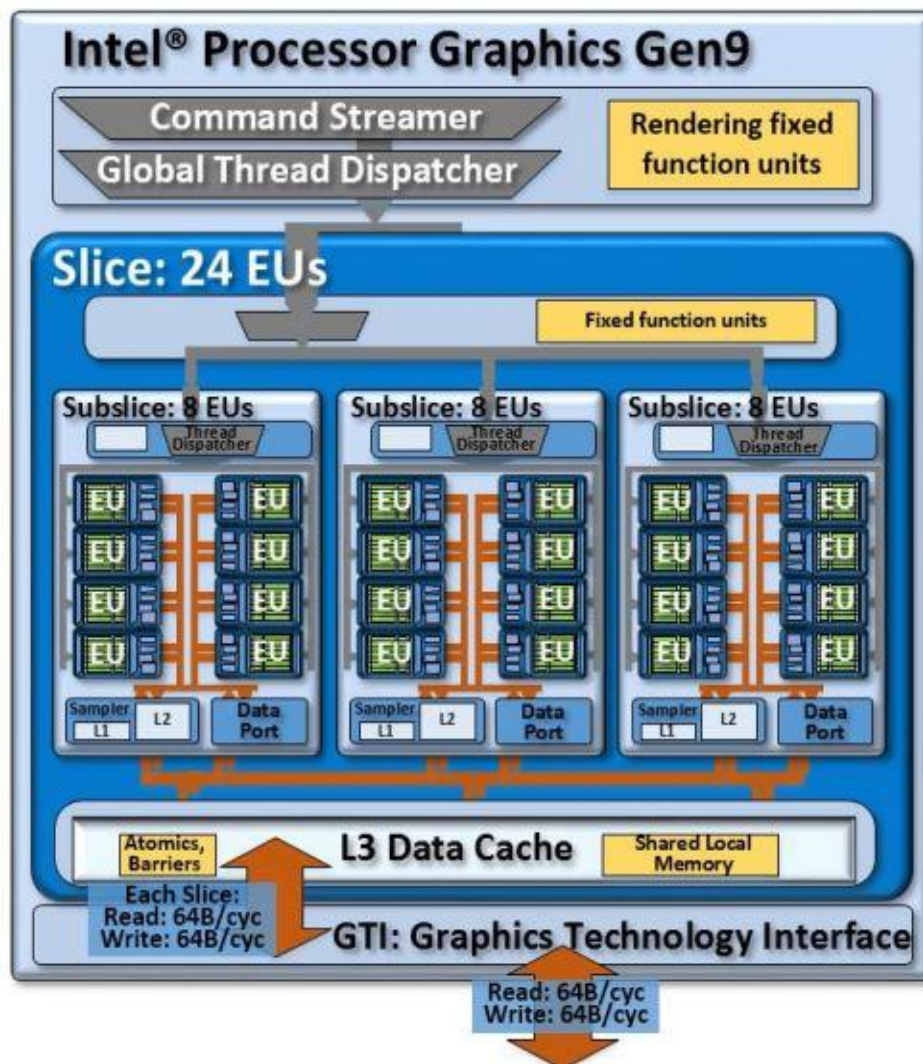 Intel® Processor Graphics Gen9
Command Streamer
Global Thread Dispatcher
Rendering fixed
function units
Slice: 24 EUs
Fixed function units
Subslice: 8 EUs
Thread
Dispatcher
EU EU
EU EU
EU EU
EU EU
Sampler
L1
L2
Data
Port
Subslice: 8 EUs
Thread
Dispatcher
EU EU
EU EU
EU EU
EU EU
Sampler
L1
L2
Data
Port
Subslice: 8 EUs
Thread
Dispatcher
EU EU
EU EU
EU EU
EU EU
Sampler
L1
L2
Data
Port
Atomics,
Barriers
L3 Data Cache
Shared Local
Memory
Each Slice:
Read: 64B/cyc
Write: 64B/cyc
GTI: Graphics Technology Interface
Read: 64B/cyc
Write: 64B/cyc